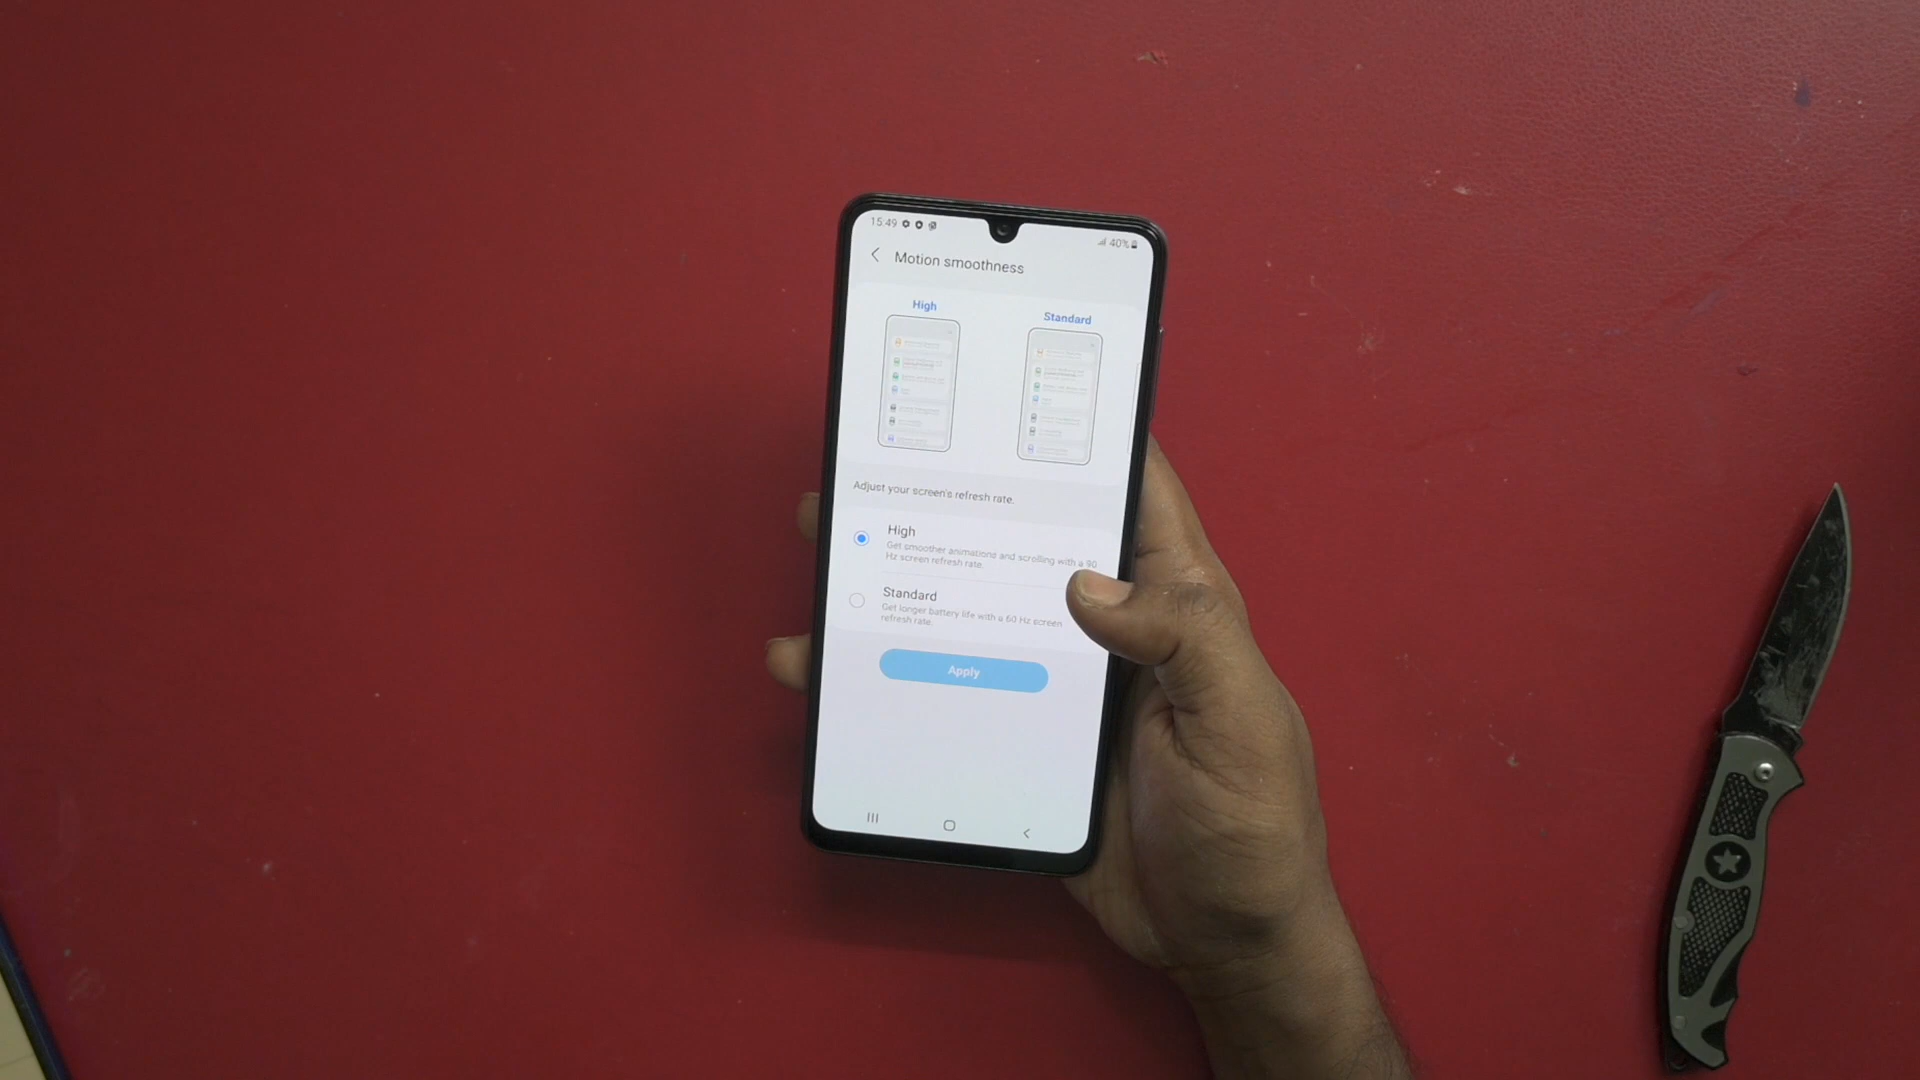 15:49
40%
Motion smoothness
High
Standard
Adjust your screen's refresh rate.
High
Get smoother animations and scrolling with a 90
Hz screen refresh rate.
Standard
Get longer battery life with a 60 Hz screen
refresh rate.
Apply